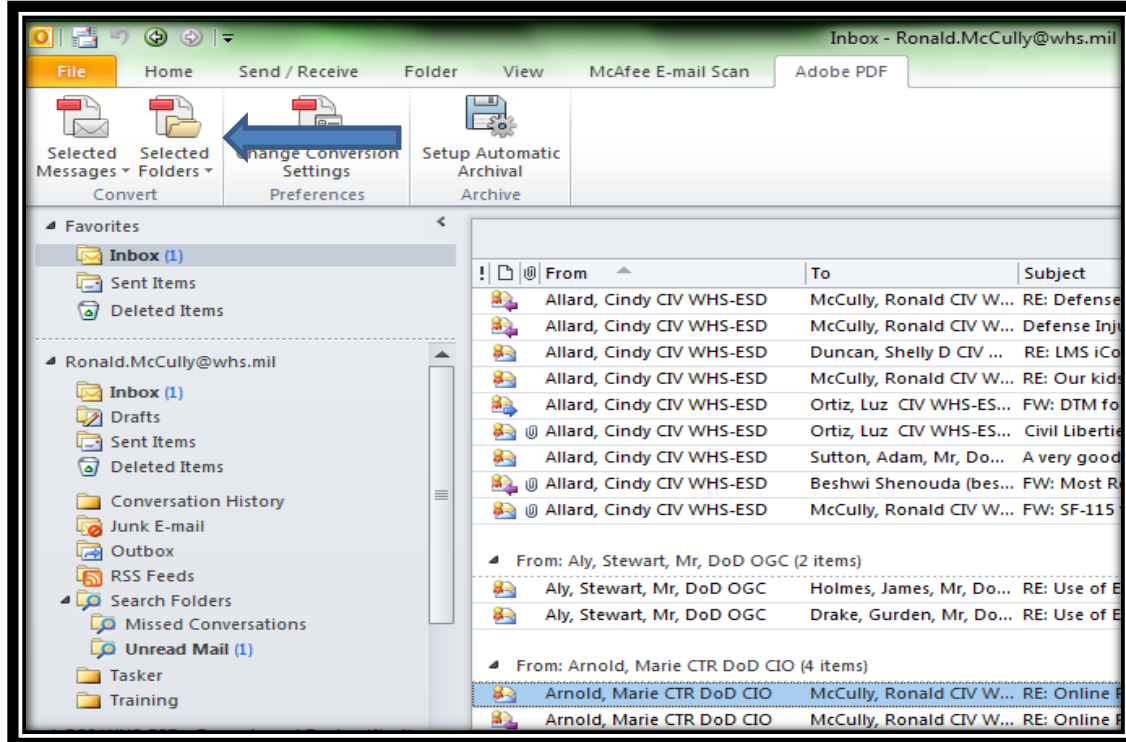 Inbox - Ronald.McCully@whs.mil
File Home Send / Receive Folder View McAfee E-mail Scan Adobe PDF
Selected Messages Selected Folders Change Conversion Settings Setup Automatic Archival
Convert Preferences Archive
Favorites
Inbox (1)
Sent Items
Deleted Items
Ronald.McCully@whs.mil
Inbox (1)
Drafts
Sent Items
Deleted Items
Conversation History
Junk E-mail
Outbox
RSS Feeds
Search Folders
Missed Conversations
Unread Mail (1)
Tasker
Training
! From To Subject
Allard, Cindy CIV WHS-ESD McCully, Ronald CIV W... RE: Defense
Allard, Cindy CIV WHS-ESD McCully, Ronald CIV W... Defense
Allard, Cindy CIV WHS-ESD Duncan, Shelly D CIV ... RE: LMS
Allard, Cindy CIV WHS-ESD McCully, Ronald CIV W... RE: Our kids
Allard, Cindy CIV WHS-ESD Ortiz, Luz CIV WHS-ES... FW: DTM
Allard, Cindy CIV WHS-ESD Ortiz, Luz CIV WHS-ES... Civil
Allard, Cindy CIV WHS-ESD Sutton, Adam, Mr, Do... A very good
Allard, Cindy CIV WHS-ESD Beshwi Shenouda (bes... FW: Most
Allard, Cindy CIV WHS-ESD McCully, Ronald CIV W... FW: SF-115
From: Aly, Stewart, Mr, DoD OGC (2 items)
Aly, Stewart, Mr, DoD OGC Holmes, James, Mr, Do... RE: Use of
Aly, Stewart, Mr, DoD OGC Drake, Gurden, Mr, Do... RE: Use of
From: Arnold, Marie CTR DoD CIO (4 items)
Arnold, Marie CTR DoD CIO McCully, Ronald CIV W... RE: Online
Arnold, Marie CTR DoD CIO McCully, Ronald CIV W... RE: Online